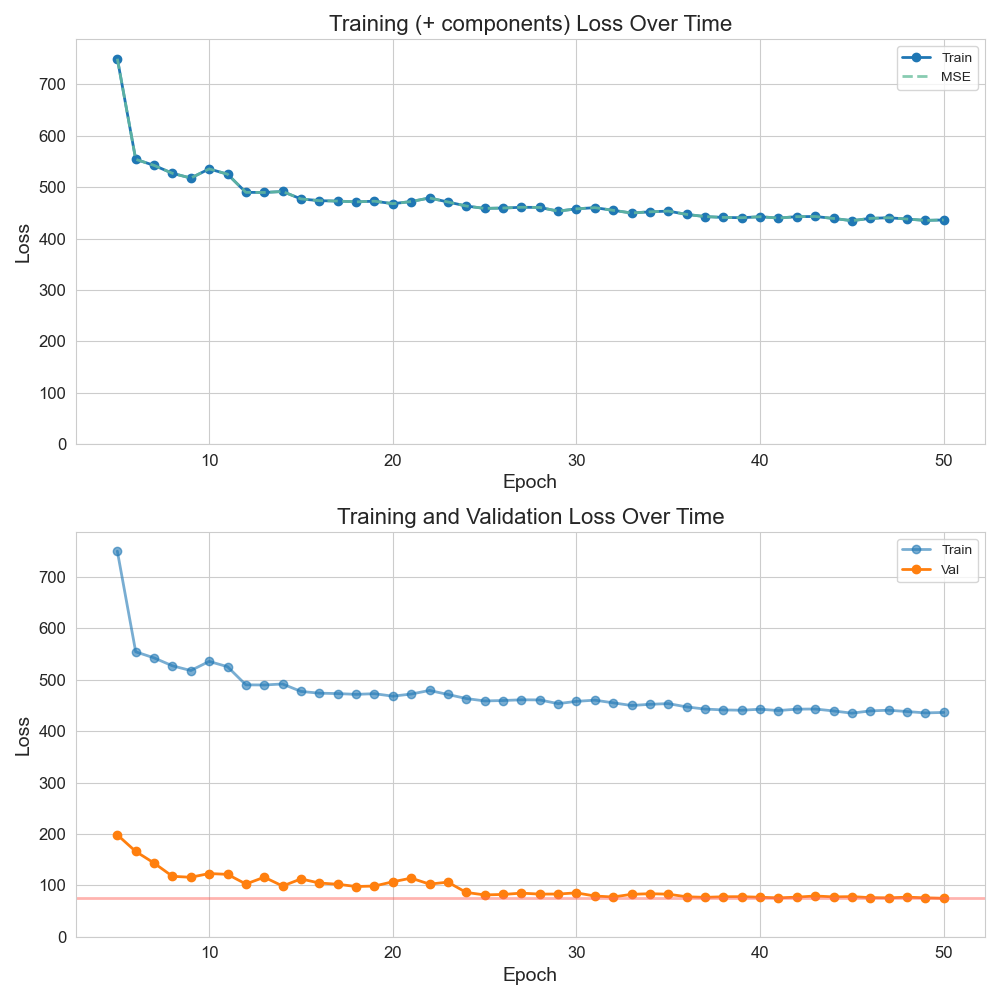 Training (+ components) Loss Over Time
Train
MSE
700
600
500
400
300
200
100
0
Loss
10 20 30 40 50
Epoch
Training and Validation Loss Over Time
Train
Val
700
600
500
400
300
200
100
0
Loss
10 20 30 40 50
Epoch